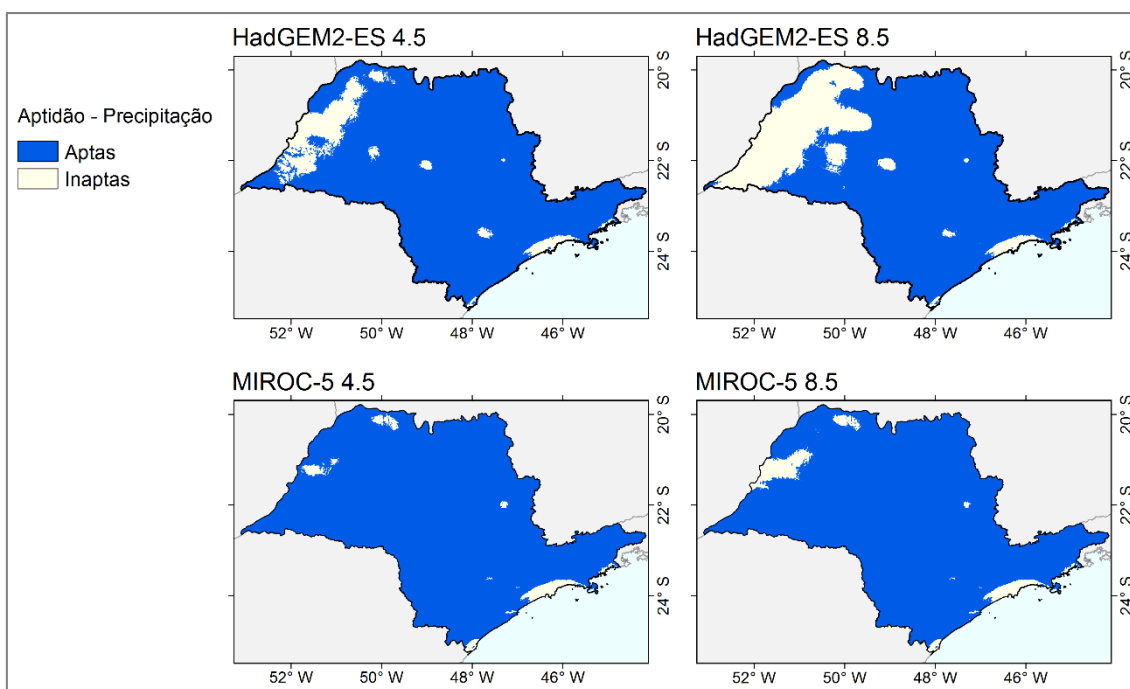 Aptidão - Precipitação
Aptas
Inaptas
HadGEM2-ES 4.5
20° S
22° S
24° S
52° W 50° W 48° W 46° W
HadGEM2-ES 8.5
20° S
22° S
24° S
52° W 50° W 48° W 46° W
MIROC-5 4.5
20° S
22° S
24° S
52° W 50° W 48° W 46° W
MIROC-5 8.5
20° S
22° S
24° S
52° W 50° W 48° W 46° W